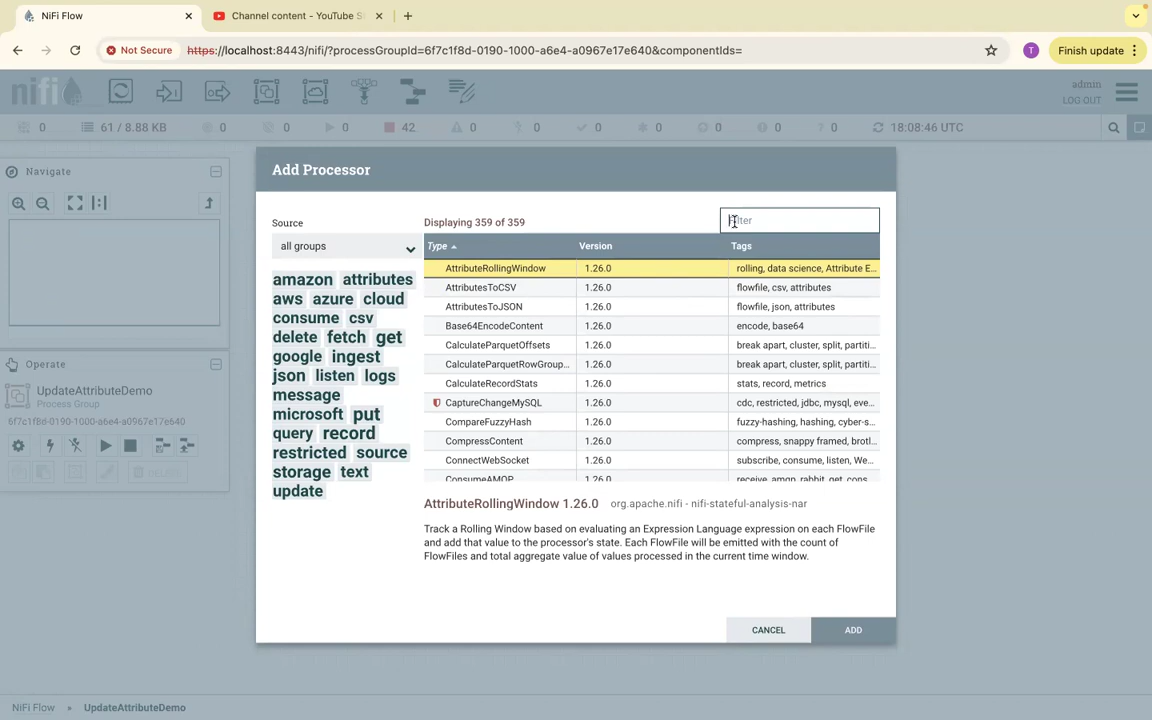 NiFi Flow
Channel content - YouTube S
Not Secure
https://localhost:8443/nifi/?processGroupId=6f7c1f8d-0190-1000-a6e4-a0967e17e640&componentIds=
T
Finish update
nifi
admin
LOG OUT
0
61 / 8.88 KB
0
0
0
42
0
0
0
0
0
0
0
18:08:46 UTC
Navigate
Operate
UpdateAttributeDemo
Process Group
6f7c1f8d-0190-1000-a6e4-a0967e17e640
DELETE
Add Processor
Source
Displaying 359 of 359
Filter
all groups
Type
Version
Tags
amazon attributes
aws azure cloud
consume csv
delete fetch get
google ingest
json listen logs
message
microsoft put
query record
restricted source
storage text
update
AttributeRollingWindow 1.26.0 rolling, data science, Attribute E...
AttributesToCSV 1.26.0 flowfile, csv, attributes
AttributesToJSON 1.26.0 flowfile, json, attributes
Base64EncodeContent 1.26.0 encode, base64
CalculateParquetOffsets 1.26.0 break apart, cluster, split, partiti...
CalculateParquetRowGroup... 1.26.0 break apart, cluster, split, partiti...
CalculateRecordStats 1.26.0 stats, record, metrics
CaptureChangeMySQL 1.26.0 cdc, restricted, jdbc, mysql, eve...
CompareFuzzyHash 1.26.0 fuzzy-hashing, hashing, cyber-s...
CompressContent 1.26.0 compress, snappy framed, brotl...
ConnectWebSocket 1.26.0 subscribe, consume, listen, We...
ConsumeAMQP 1.26.0 receive, amqp, rabbit, get, cons...
AttributeRollingWindow 1.26.0 org.apache.nifi - nifi-stateful-analysis-nar
Track a Rolling Window based on evaluating an Expression Language expression on each FlowFile
and add that value to the processor's state. Each FlowFile will be emitted with the count of
FlowFiles and total aggregate value of values processed in the current time window.
CANCEL
ADD
NiFi Flow
UpdateAttributeDemo